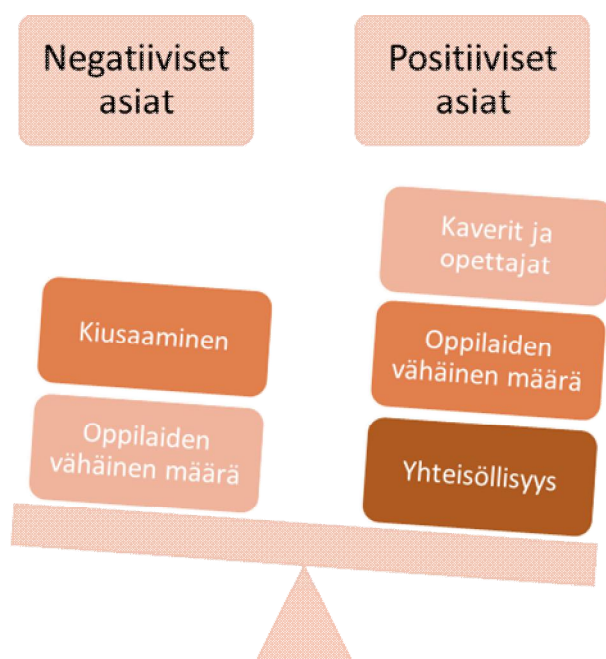 Negatiiviset
asiat
Positiiviset
asiat
Kiusaaminen
Oppilaiden
vähäinen määrä
Kaverit ja
opettajat
Oppilaiden
vähäinen määrä
Yhteisöllisyys